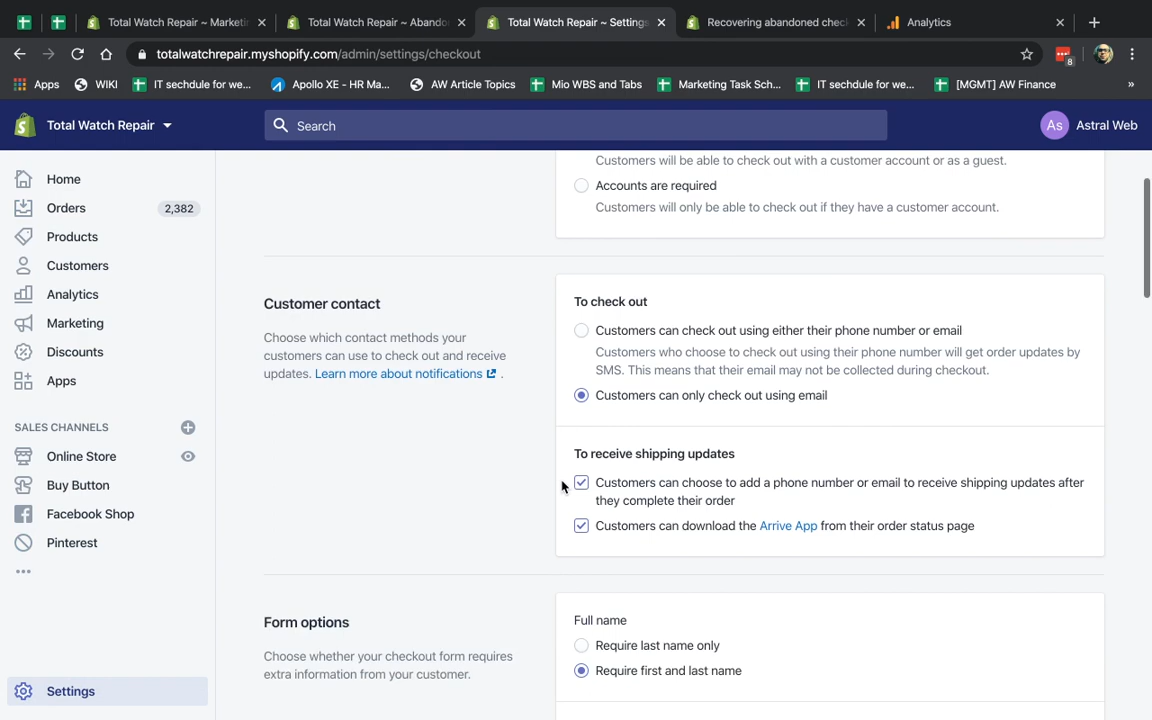 Total Watch Repair ~ Marketin
Total Watch Repair ~ Abando
Total Watch Repair ~ Settings
Recovering abandoned chec
Analytics
totalwatchrepair.myshopify.com/admin/settings/checkout
8
Apps
WIKI
IT sechdule for we...
Apollo XE - HR Ma...
AW Article Topics
Mio WBS and Tabs
Marketing Task Sch...
IT sechdule for we...
[MGMT] AW Finance
»
Total Watch Repair
Search
As
Astral Web
Home
Orders
2,382
Products
Customers
Analytics
Marketing
Discounts
Apps
SALES CHANNELS
Online Store
Buy Button
Facebook Shop
Pinterest
Settings
Customers will be able to check out with a customer account or as a guest.
Accounts are required
Customers will only be able to check out if they have a customer account.
Customer contact
Choose which contact methods your
customers can use to check out and receive
updates. Learn more about notifications .
To check out
Customers can check out using either their phone number or email
Customers who choose to check out using their phone number will get order updates by
SMS. This means that their email may not be collected during checkout.
Customers can only check out using email
To receive shipping updates
Customers can choose to add a phone number or email to receive shipping updates after
they complete their order
Customers can download the Arrive App from their order status page
Form options
Choose whether your checkout form requires
extra information from your customer.
Full name
Require last name only
Require first and last name